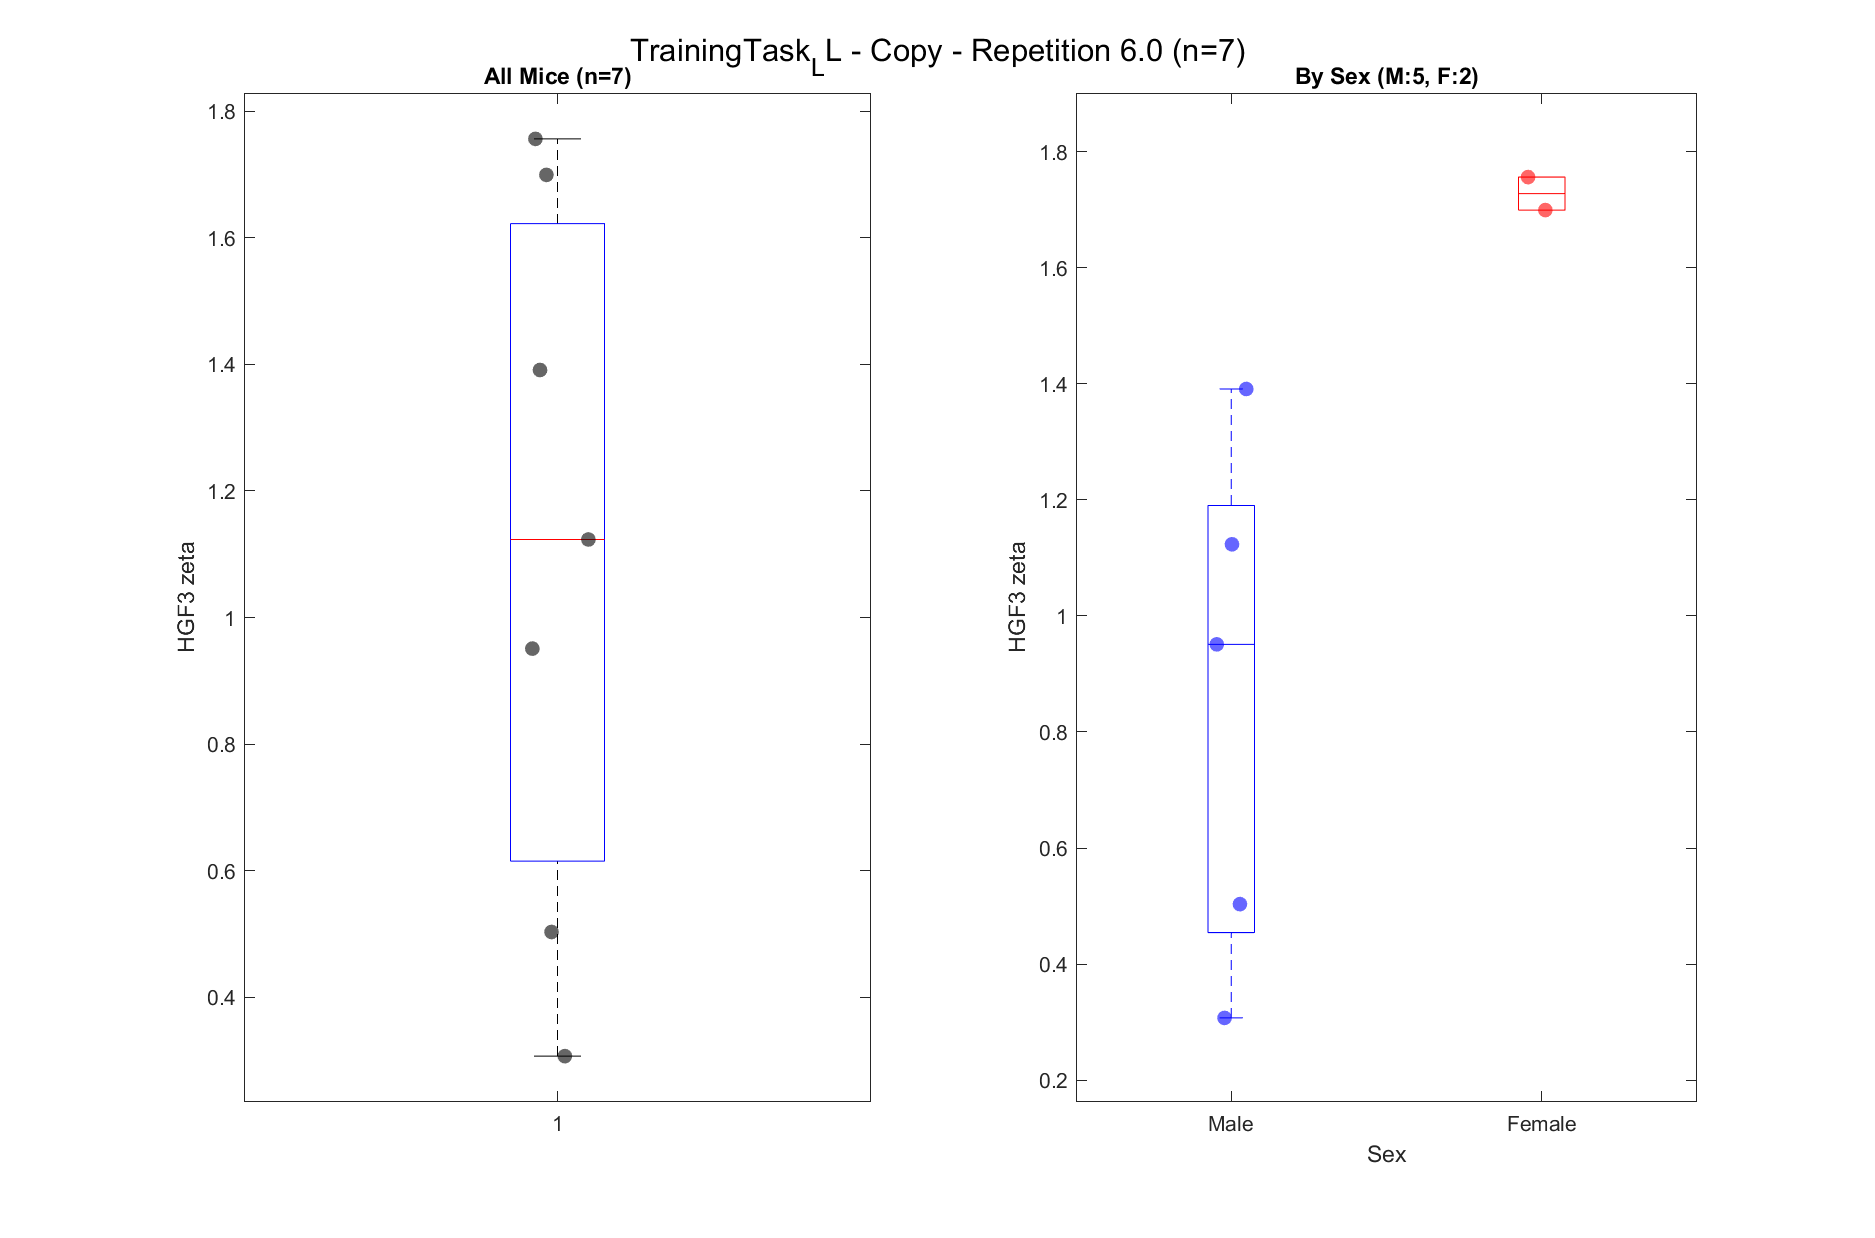 TrainingTask_LL - Copy - Repetition 6.0 (n=7)
All Mice (n=7)
1.8
1.6
1.4
1.2
1
0.8
0.6
0.4
HGF3 zeta
1
By Sex (M:5, F:2)
1.8
1.6
1.4
1.2
1
0.8
0.6
0.4
0.2
HGF3 zeta
Male
Female
Sex